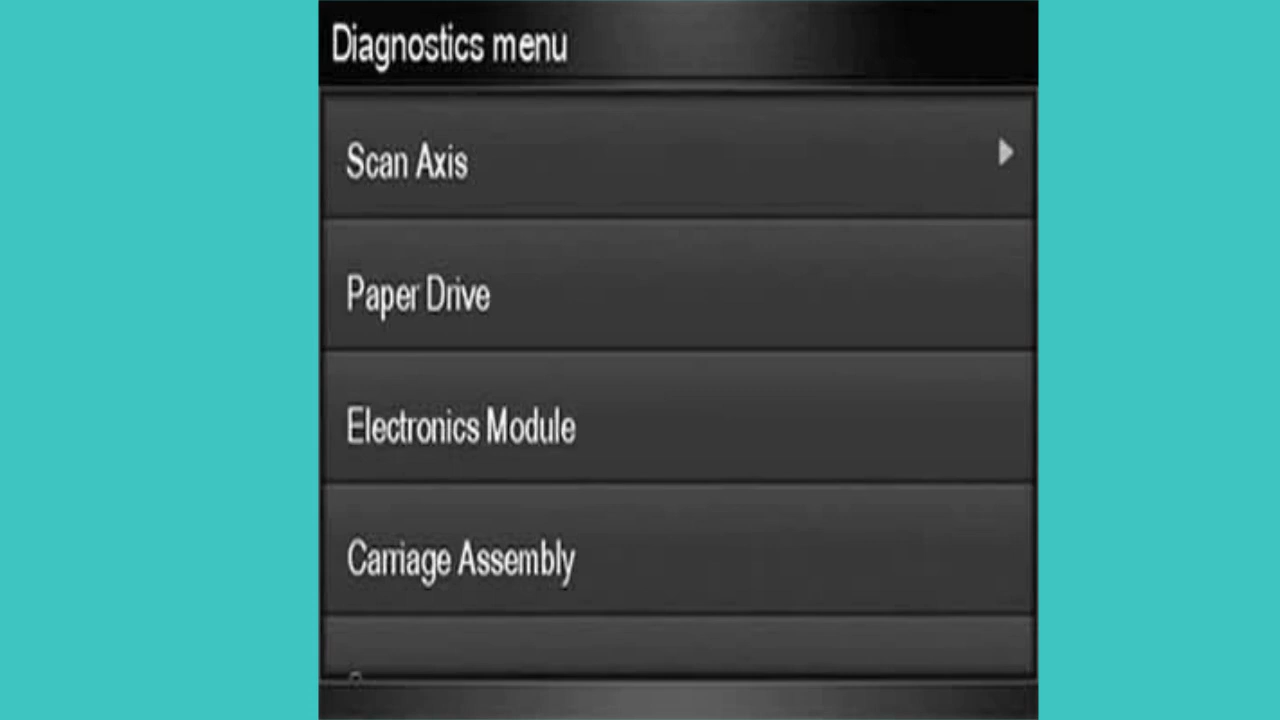 Diagnostics menu
Scan Axis
Paper Drive
Electronics Module
Carriage Assembly